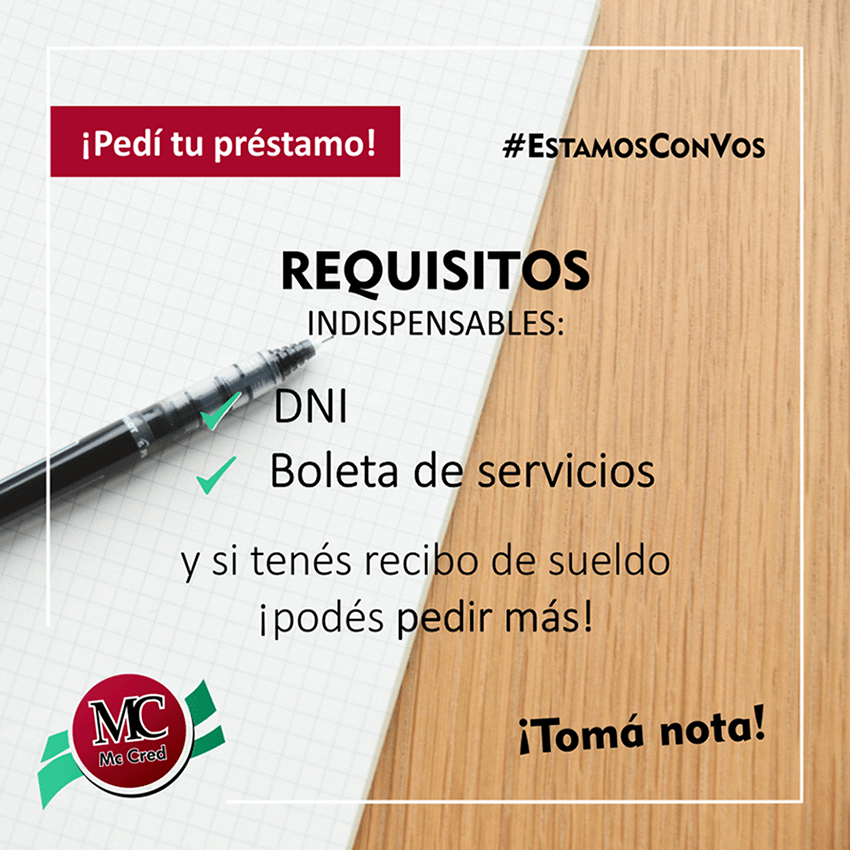 ¡Pedí tu préstamo!
#EstamosConVos
REQUISITOS
INDISPENSABLES:
DNI
Boleta de servicios
y si tenés recibo de sueldo
¡podés pedir más!
MC
Mc Cred
¡Tomá nota!